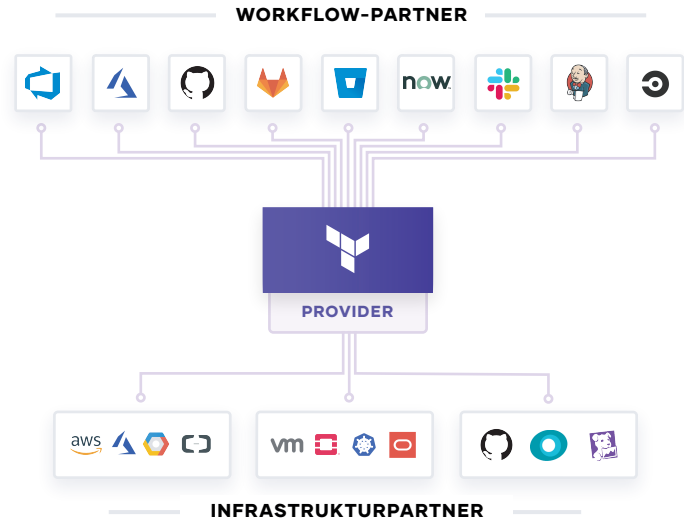 WORKFLOW-PARTNER
now
PROVIDER
aws
vm
INFRASTRUKTURPARTNER